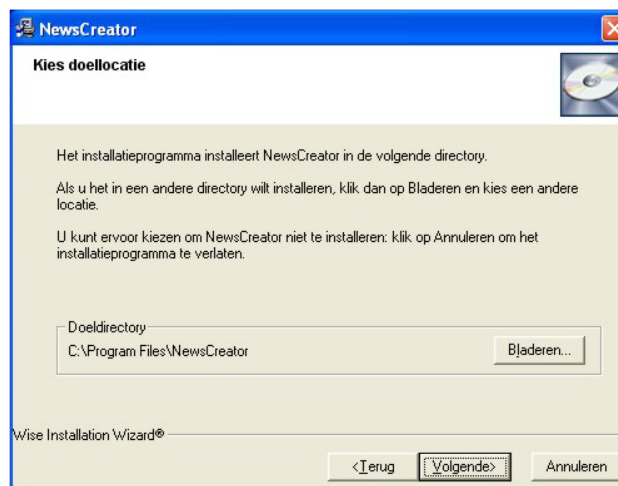 NewsCreator
Kies doellocatie
Het installatieprogramma installeert NewsCreator in de volgende directory.
Als u het in een andere directory wilt installeren, klik dan op Bladeren en kies een andere
locatie.
U kunt ervoor kiezen om NewsCreator niet te installeren: klik op Annuleren om het
installatieprogramma te verlaten.
Doeldirectory
C:\Program Files\NewsCreator
Bladeren...
Wise Installation Wizard®
<Terug
Volgende>
Annuleren